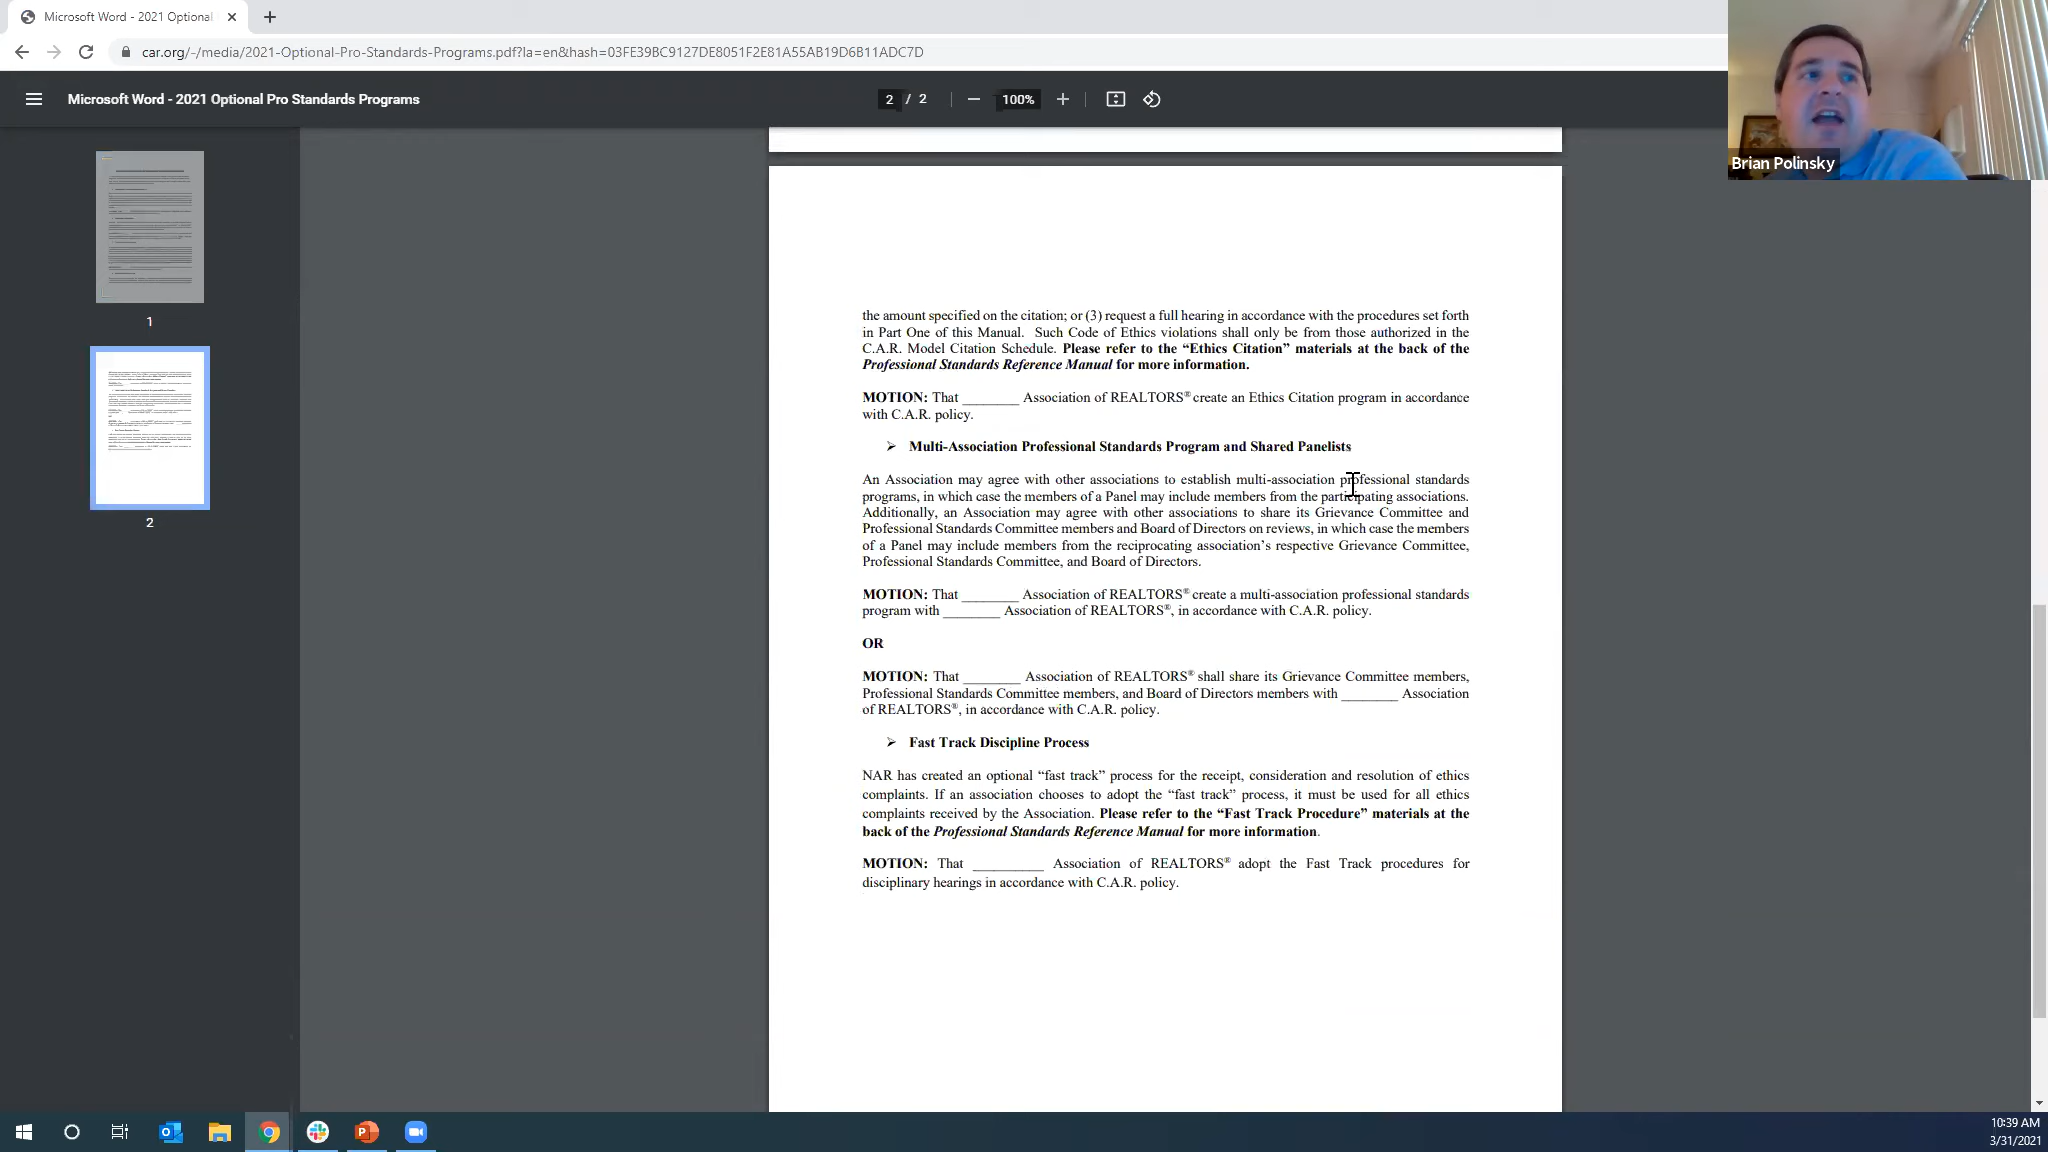 Microsoft Word - 2021 Optional
car.org/-/media/2021-Optional-Pro-Standards-Programs.pdf?la=en&hash=03FE39BC9127DE8051F2E81A55AB19D6B11ADC7D
Microsoft Word - 2021 Optional Pro Standards Programs
2 / 2
100%
Brian Polinsky
1
2
the amount specified on the citation; or (3) request a full hearing in accordance with the procedures set forth
in Part One of this Manual. Such Code of Ethics violations shall only be from those authorized in the
C.A.R. Model Citation Schedule. Please refer to the “Ethics Citation” materials at the back of the
Professional Standards Reference Manual for more information.
MOTION: That ________ Association of REALTORS® create an Ethics Citation program in accordance
with C.A.R. policy.
➢ Multi-Association Professional Standards Program and Shared Panelists
An Association may agree with other associations to establish multi-association professional standards
programs, in which case the members of a Panel may include members from the participating associations.
Additionally, an Association may agree with other associations to share its Grievance Committee and
Professional Standards Committee members and Board of Directors on reviews, in which case the members
of a Panel may include members from the reciprocating association’s respective Grievance Committee,
Professional Standards Committee, and Board of Directors.
MOTION: That ________ Association of REALTORS® create a multi-association professional standards
program with ________ Association of REALTORS®, in accordance with C.A.R. policy.
OR
MOTION: That ________ Association of REALTORS® shall share its Grievance Committee members,
Professional Standards Committee members, and Board of Directors members with ________ Association
of REALTORS®, in accordance with C.A.R. policy.
➢ Fast Track Discipline Process
NAR has created an optional “fast track” process for the receipt, consideration and resolution of ethics
complaints. If an association chooses to adopt the “fast track” process, it must be used for all ethics
complaints received by the Association. Please refer to the “Fast Track Procedure” materials at the
back of the Professional Standards Reference Manual for more information.
MOTION: That __________ Association of REALTORS® adopt the Fast Track procedures for
disciplinary hearings in accordance with C.A.R. policy.
10:39 AM
3/31/2021